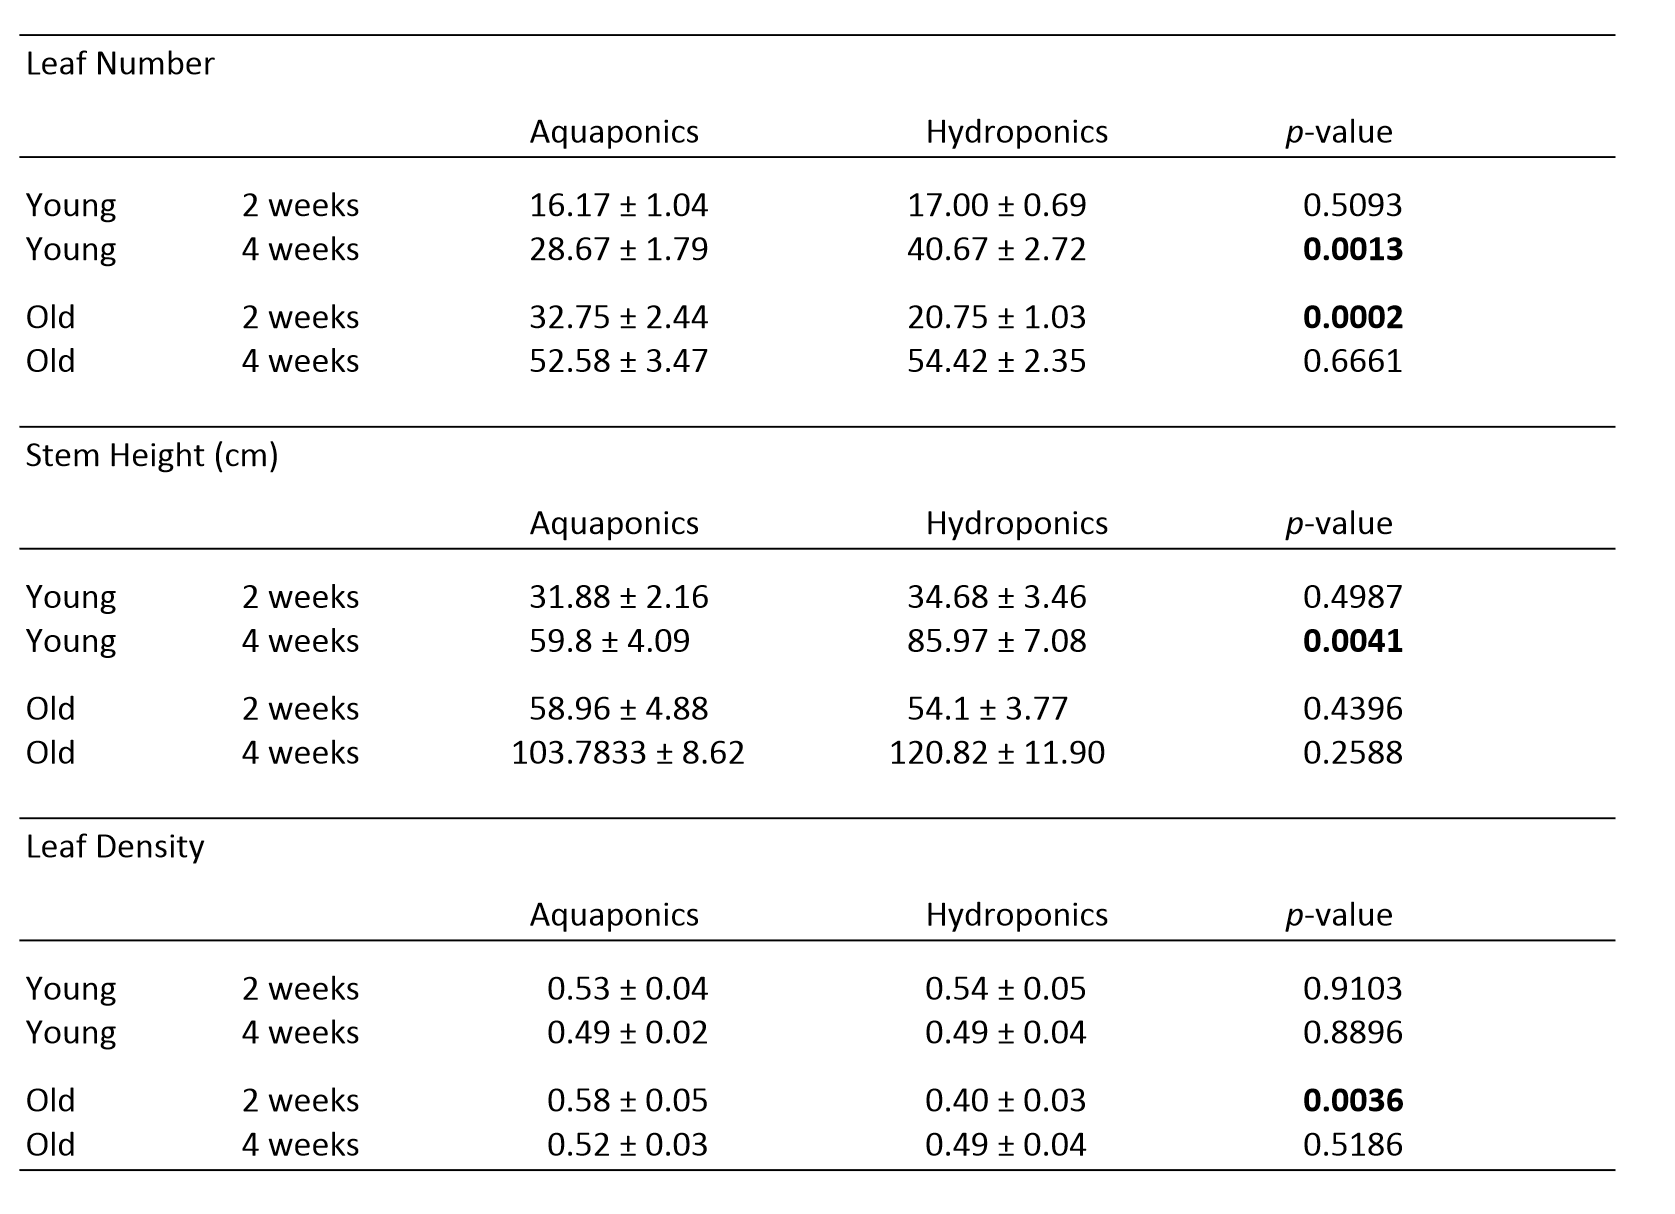 Leaf Number
Aquaponics Hydroponics p-value
Young 2 weeks 16.17 ± 1.04 17.00 ± 0.69 0.5093
Young 4 weeks 28.67 ± 1.79 40.67 ± 2.72 0.0013
Old 2 weeks 32.75 ± 2.44 20.75 ± 1.03 0.0002
Old 4 weeks 52.58 ± 3.47 54.42 ± 2.35 0.6661
Stem Height (cm)
Aquaponics Hydroponics p-value
Young 2 weeks 31.88 ± 2.16 34.68 ± 3.46 0.4987
Young 4 weeks 59.8 ± 4.09 85.97 ± 7.08 0.0041
Old 2 weeks 58.96 ± 4.88 54.1 ± 3.77 0.4396
Old 4 weeks 103.7833 ± 8.62 120.82 ± 11.90 0.2588
Leaf Density
Aquaponics Hydroponics p-value
Young 2 weeks 0.53 ± 0.04 0.54 ± 0.05 0.9103
Young 4 weeks 0.49 ± 0.02 0.49 ± 0.04 0.8896
Old 2 weeks 0.58 ± 0.05 0.40 ± 0.03 0.0036
Old 4 weeks 0.52 ± 0.03 0.49 ± 0.04 0.5186